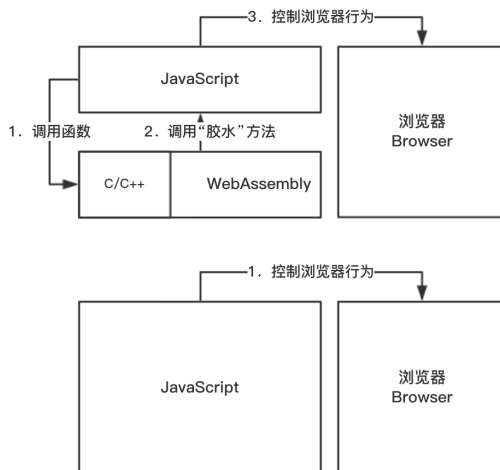 3. 控制浏览器行为
JavaScript
浏览器
Browser
1. 调用函数
2. 调用“胶水”方法
C/C++
WebAssembly
1. 控制浏览器行为
JavaScript
浏览器
Browser